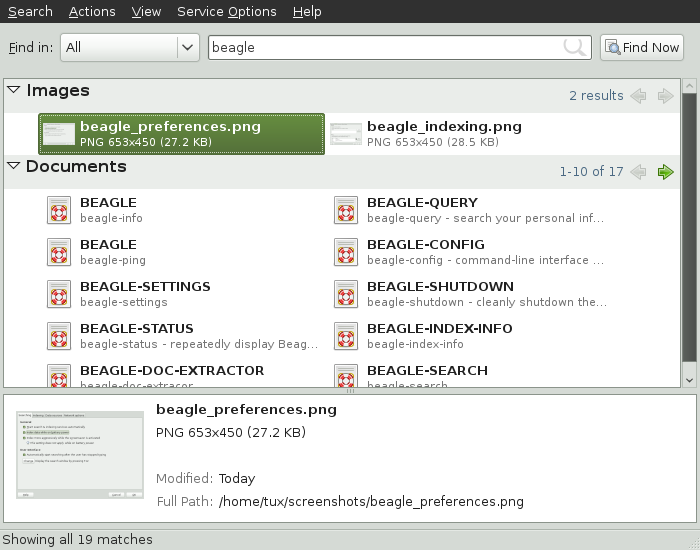 Search Actions View Service Options Help
Find in: All beagle Find Now
Images 2 results
beagle_preferences.png beagle_indexing.png
PNG 653x450 (27.2 KB) PNG 653x450 (28.5 KB)
Documents 1-10 of 17
BEAGLE BEAGLE-QUERY
beagle-info beagle-query - search your personal inf...
BEAGLE BEAGLE-CONFIG
beagle-ping beagle-config - command-line interface ...
BEAGLE-SETTINGS BEAGLE-SHUTDOWN
beagle-settings beagle-shutdown - cleanly shutdown the...
BEAGLE-STATUS BEAGLE-INDEX-INFO
beagle-status - repeatedly display Beag... beagle-index-info
BEAGLE-DOC-EXTRACTOR BEAGLE-SEARCH
beagle-doc-extracor beagle-search
beagle_preferences.png
PNG 653x450 (27.2 KB)
Modified: Today
Full Path: /home/tux/screenshots/beagle_preferences.png
Showing all 19 matches